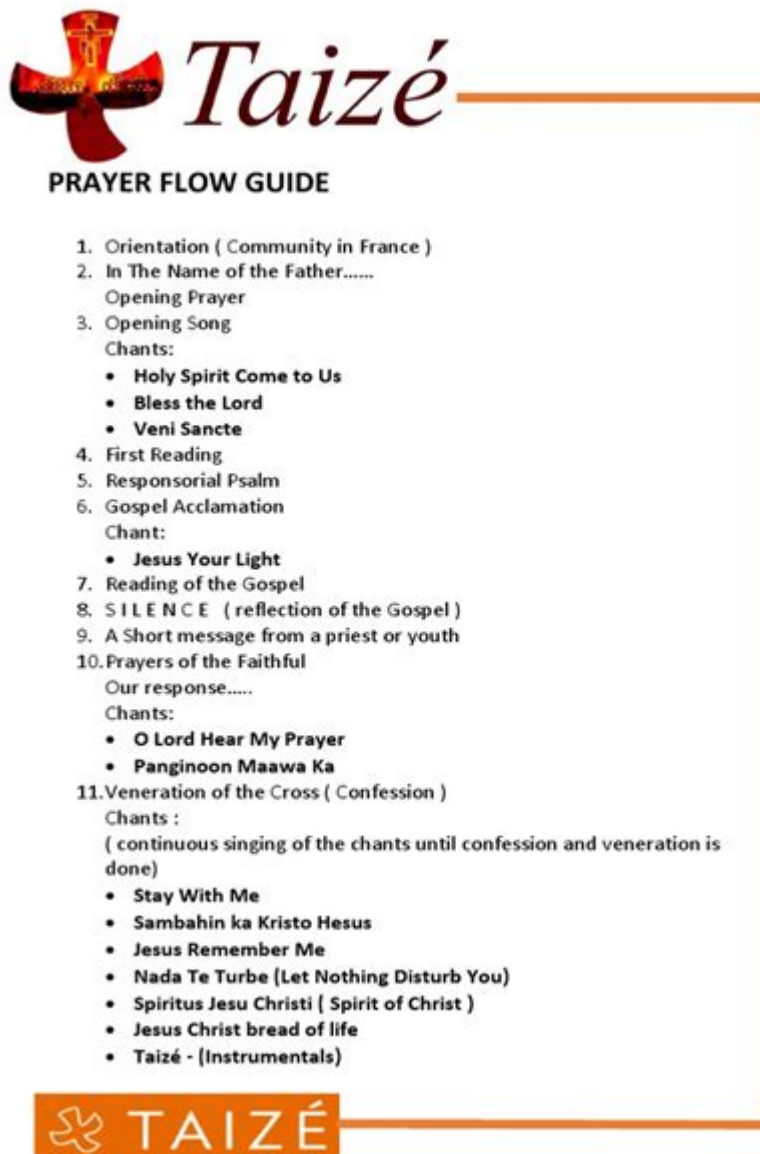 Taizé
PRAYER FLOW GUIDE
1. Orientation ( Community in France )
2. In The Name of the Father......
Opening Prayer
3. Opening Song
Chants:
• Holy Spirit Come to Us
• Bless the Lord
• Veni Sancte
4. First Reading
5. Responsorial Psalm
6. Gospel Acclamation
Chant:
• Jesus Your Light
7. Reading of the Gospel
8. S I L E N C E ( reflection of the Gospel )
9. A Short message from a priest or youth
10. Prayers of the Faithful
Our response.....
Chants:
• O Lord Hear My Prayer
• Panginoon Maawa Ka
11. Veneration of the Cross ( Confession )
Chants :
( continuous singing of the chants until confession and veneration is
done)
• Stay With Me
• Sambahin ka Kristo Hesus
• Jesus Remember Me
• Nada Te Turbe (Let Nothing Disturb You)
• Spiritus Jesu Christi ( Spirit of Christ )
• Jesus Christ bread of life
• Taizé - (Instrumentals)
TAIZÉ